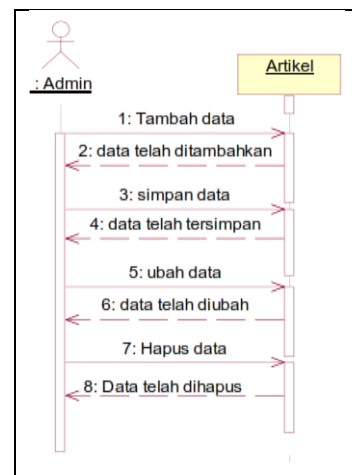 : Admin
Artikel
1: Tambah data
2: data telah ditambahkan
3: simpan data
4: data telah tersimpan
5: ubah data
6: data telah diubah
7: Hapus data
8: Data telah dihapus